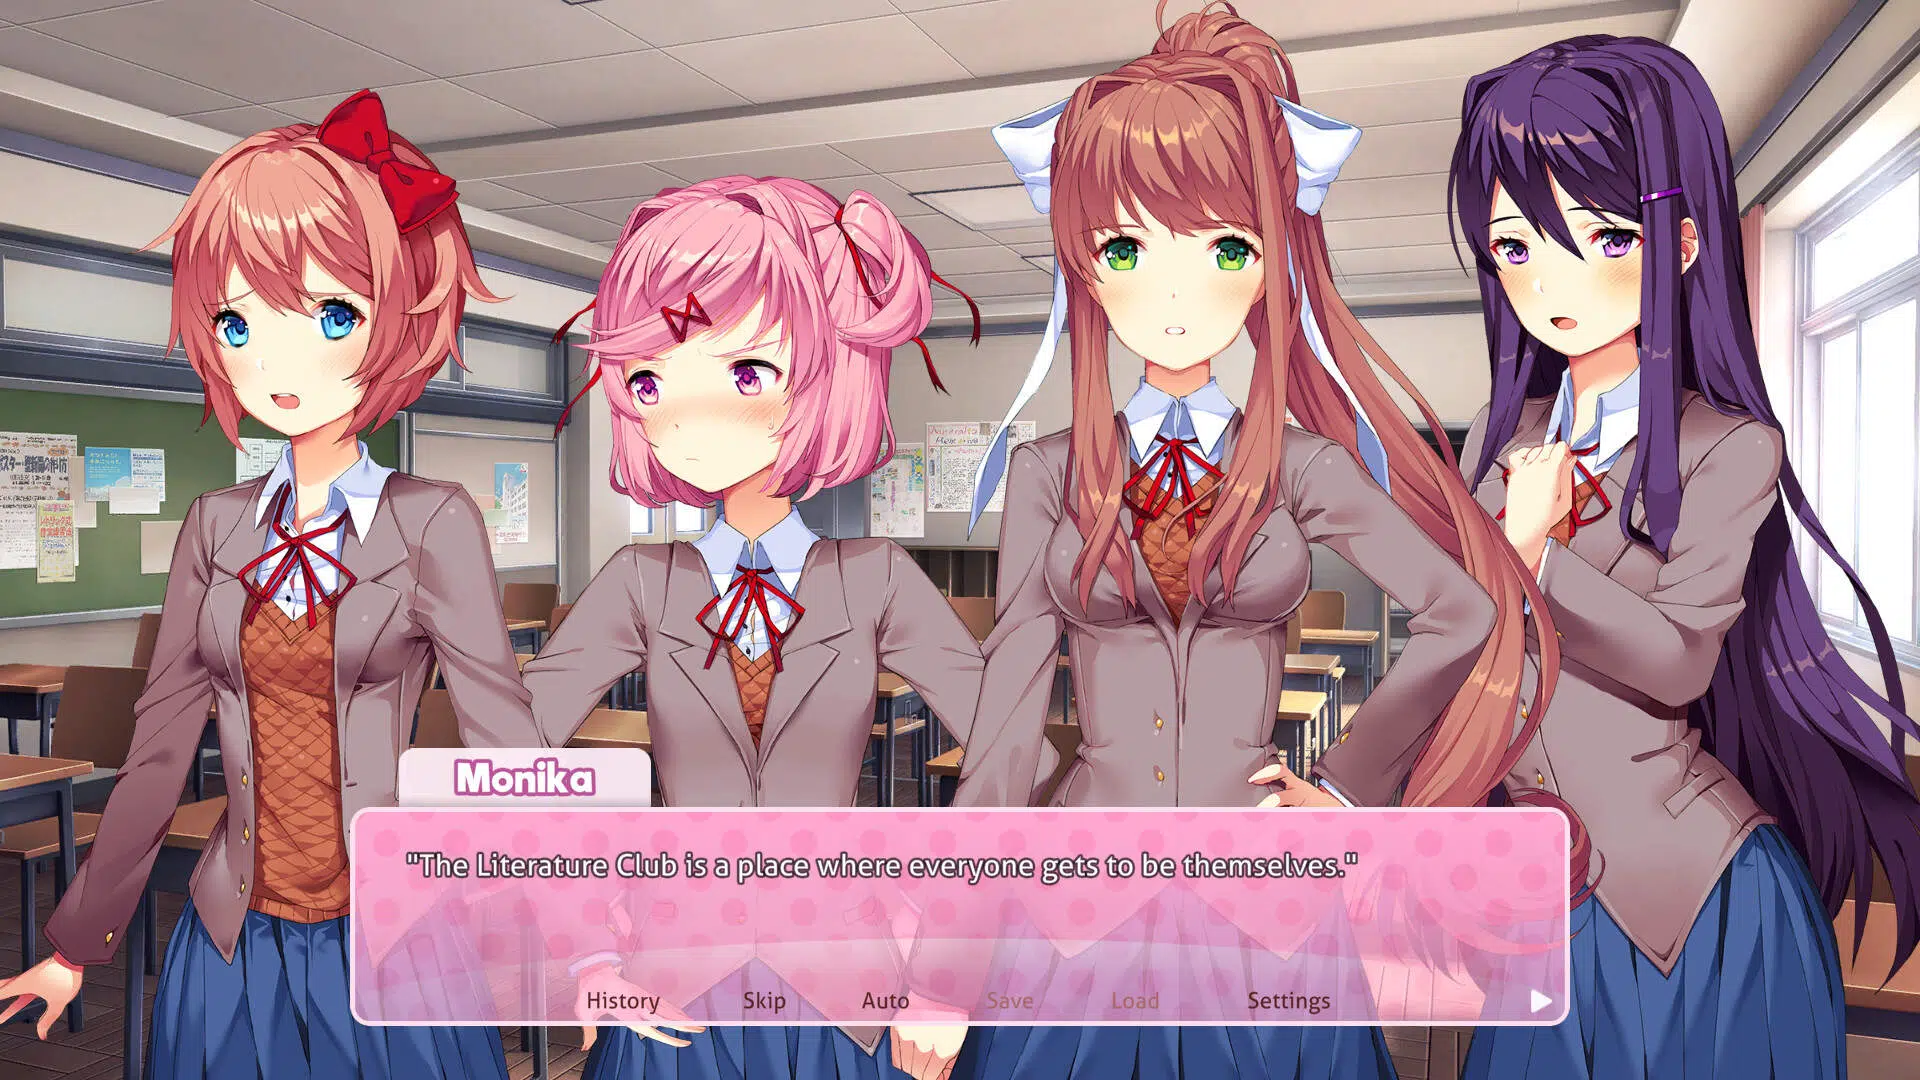 Monika
"The Literature Club is a place where everyone gets to be themselves."
History Skip Auto Save Load Settings